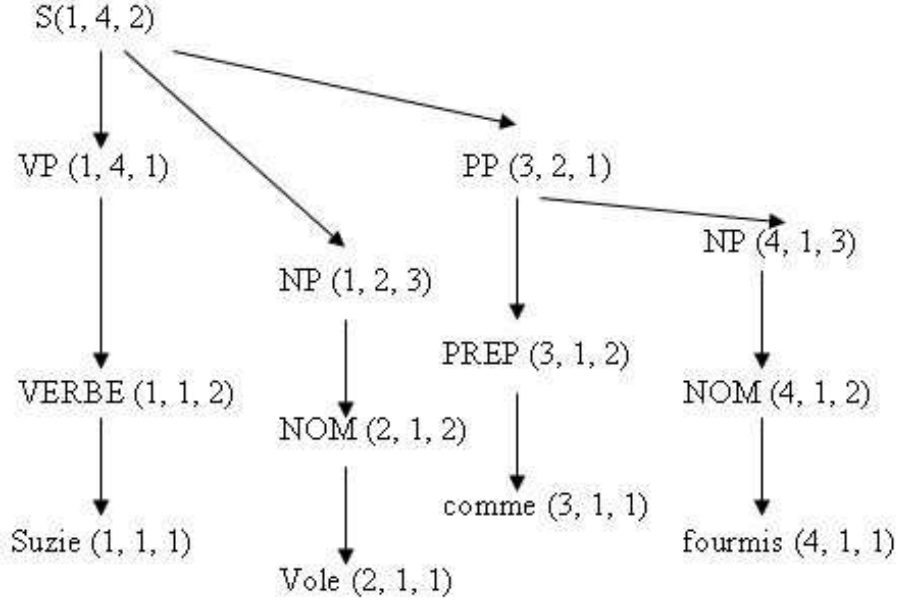 S(1, 4, 2)
VP (1, 4, 1)
PP (3, 2, 1)
NP (4, 1, 3)
NP (1, 2, 3)
PREP (3, 1, 2)
VERBE (1, 1, 2)
NOM (4, 1, 2)
NOM (2, 1, 2)
comme (3, 1, 1)
Suzie (1, 1, 1)
fourmis (4, 1, 1)
Vole (2, 1, 1)